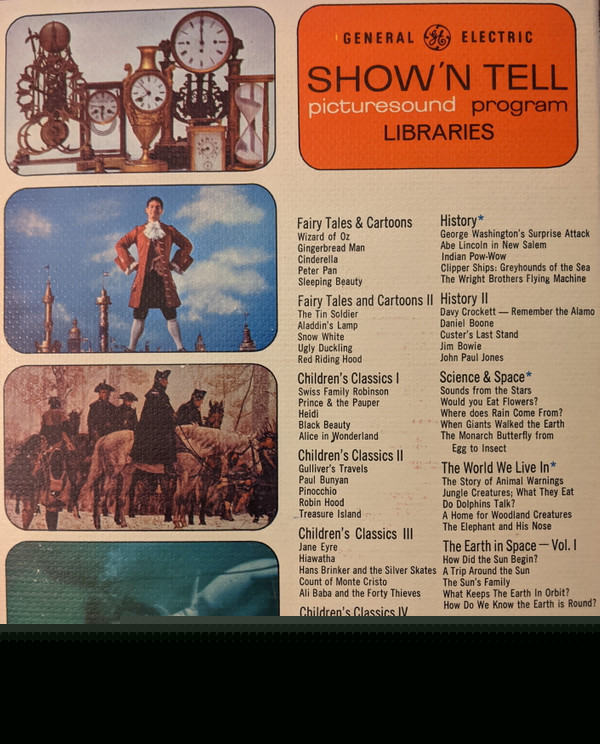 GENERAL GE ELECTRIC
SHOW'N TELL
picturesound program
LIBRARIES
Fairy Tales & Cartoons
Wizard of Oz
Gingerbread Man
Cinderella
Peter Pan
Sleeping Beauty
Fairy Tales and Cartoons II
The Tin Soldier
Aladdin's Lamp
Snow White
Ugly Duckling
Red Riding Hood
Children's Classics I
Swiss Family Robinson
Prince & the Pauper
Heidi
Black Beauty
Alice in Wonderland
Children's Classics II
Gulliver's Travels
Paul Bunyan
Pinocchio
Robin Hood
Treasure Island
Children's Classics III
Jane Eyre
Hiawatha
Hans Brinker and the Silver Skates
Count of Monte Cristo
Ali Baba and the Forty Thieves
Children's Classics IV
History*
George Washington's Surprise Attack
Abe Lincoln in New Salem
Indian Pow-Wow
Clipper Ships: Greyhounds of the Sea
The Wright Brothers Flying Machine
History II
Davy Crockett — Remember the Alamo
Daniel Boone
Custer's Last Stand
Jim Bowie
John Paul Jones
Science & Space*
Sounds from the Stars
Would you Eat Flowers?
Where does Rain Come From?
When Giants Walked the Earth
The Monarch Butterfly from
Egg to Insect
The World We Live In*
The Story of Animal Warnings
Jungle Creatures; What They Eat
Do Dolphins Talk?
A Home for Woodland Creatures
The Elephant and His Nose
The Earth in Space — Vol. I
How Did the Sun Begin?
A Trip Around the Sun
The Sun's Family
What Keeps The Earth In Orbit?
How Do We Know the Earth is Round?